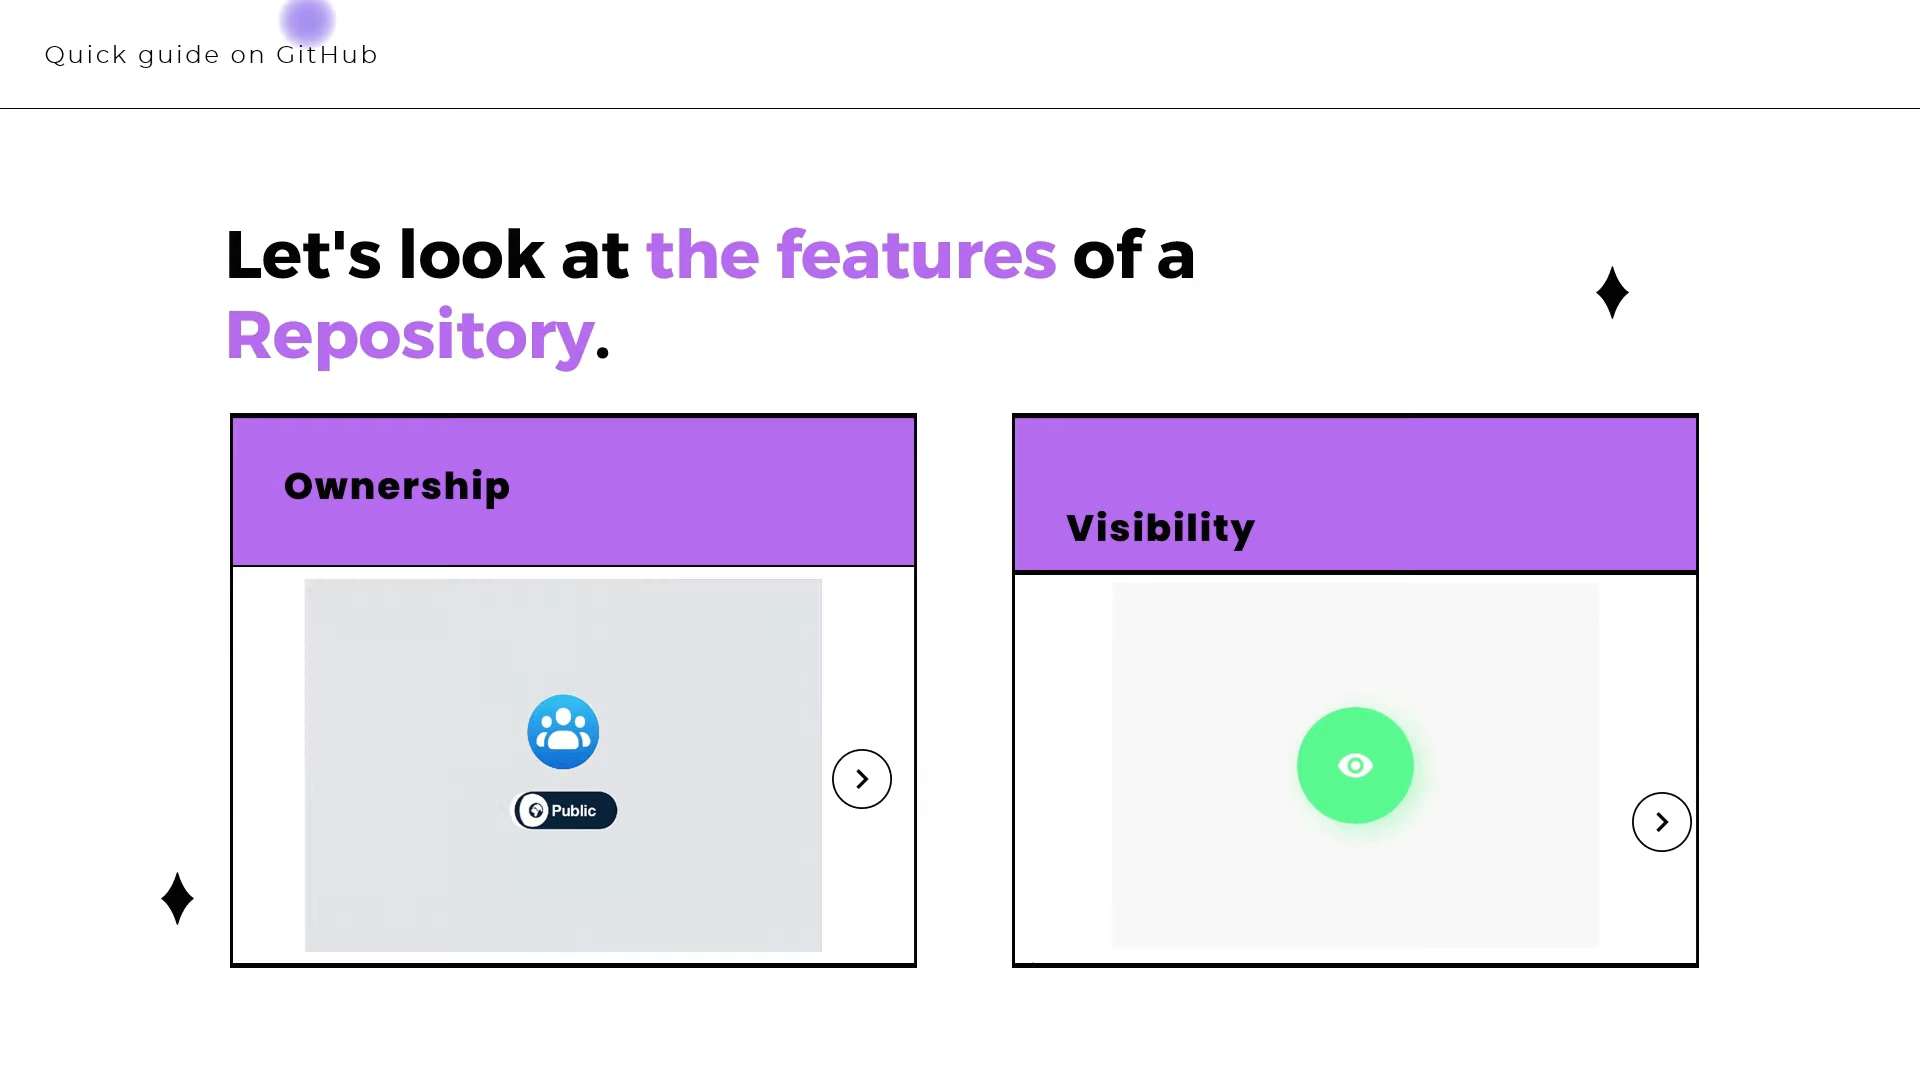 Quick guide on GitHub
Let's look at the features of a
Repository.
Ownership
Visibility
Public